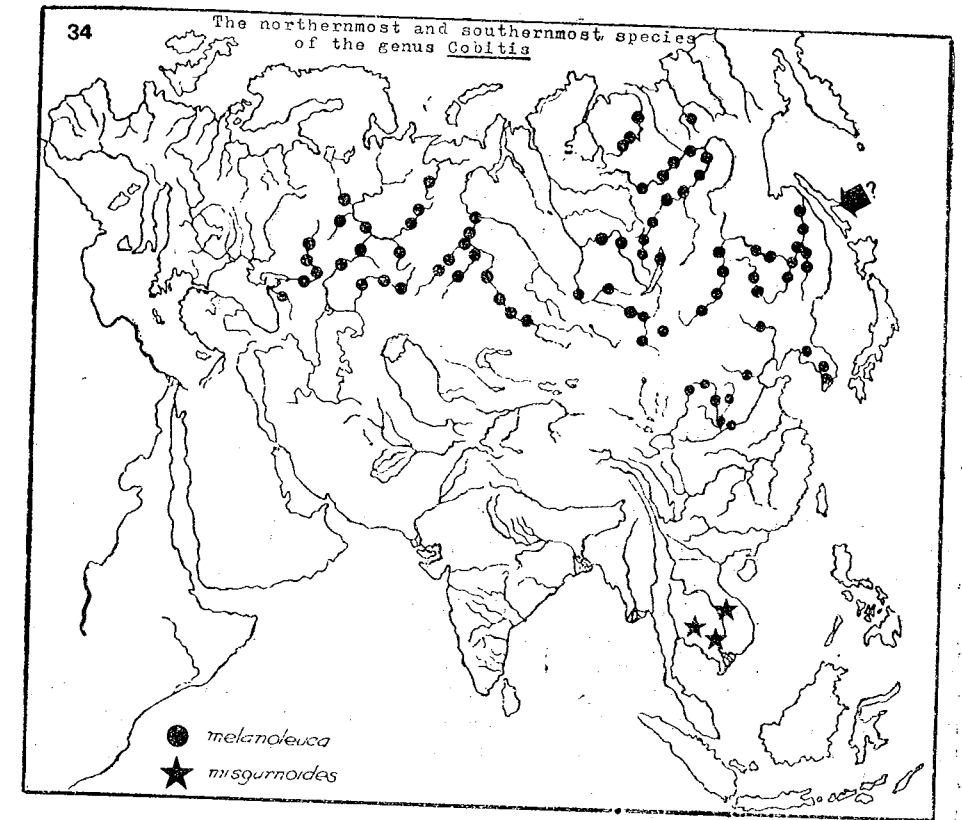 34
The northernmost and southernmost species
of the genus Cobitis
?
melanoleuca
misgurnoides